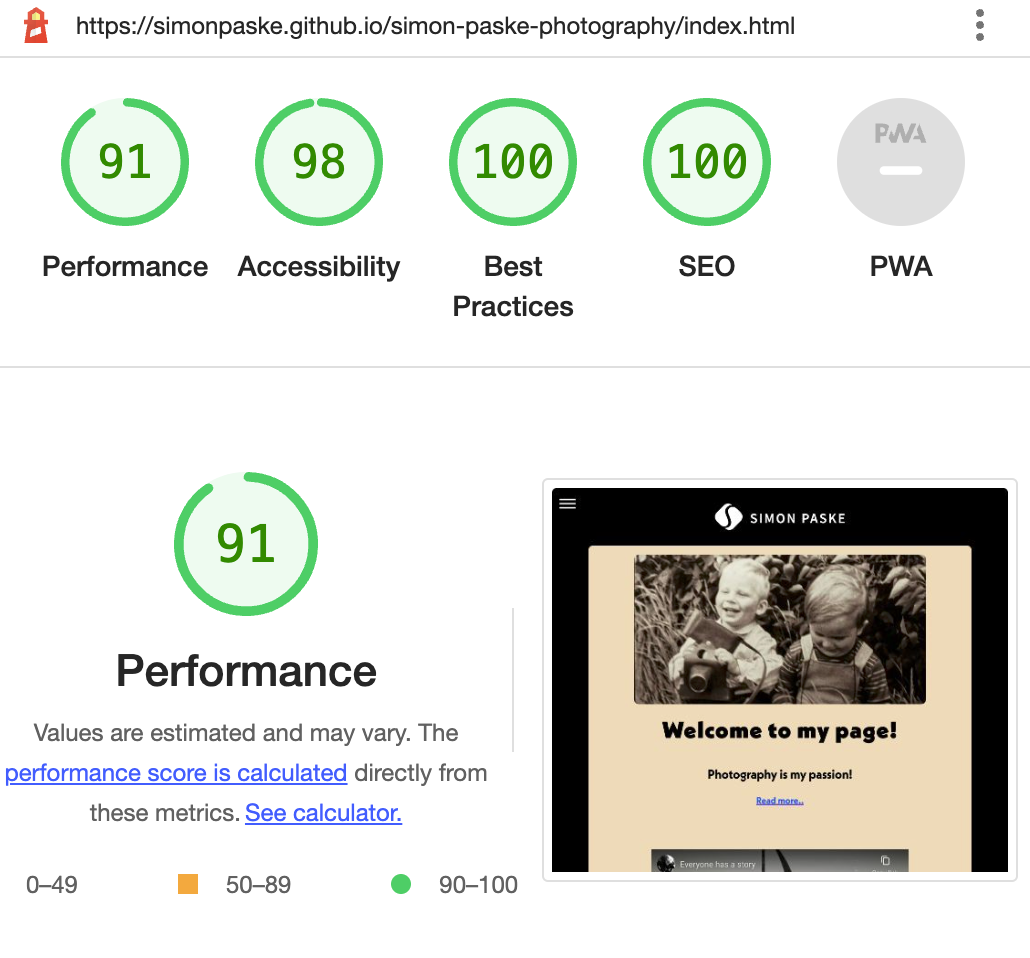 https://simonpaske.github.io/simon-paske-photography/index.html
91
98
100
100
PWA
Performance
Accessibility
Best
Practices
SEO
PWA
91
Performance
Values are estimated and may vary. The
performance score is calculated directly from
these metrics. See calculator.
0–49
50–89
90–100
SIMON PASKE
Welcome to my page!
Photography is my passion!
Read more..
Everyone has a story